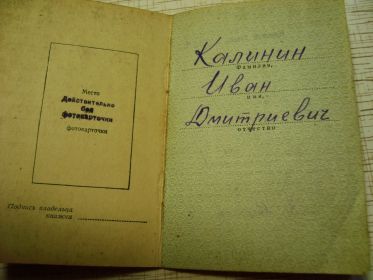 Место
Действительно
без
фотокарточки
фотокарточки
Подпись владельца
книжки
Калинин
Фамилия,
Иван
имя,
Дмитриевич
отчество